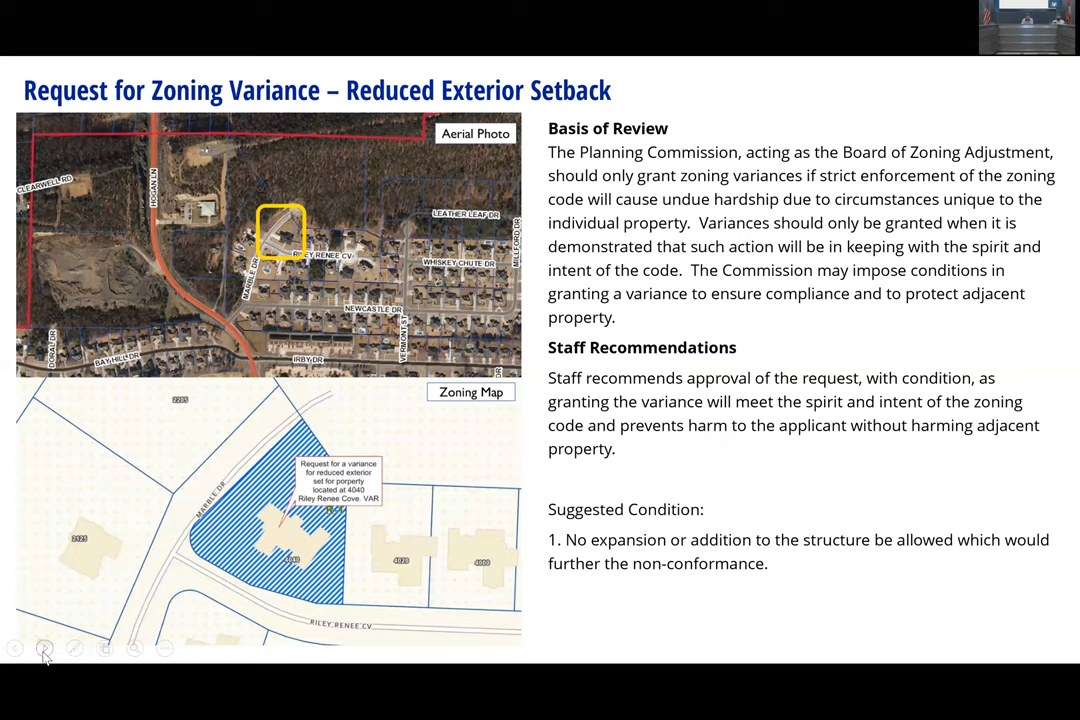 Request for Zoning Variance – Reduced Exterior Setback
Aerial Photo
CLEARWELL RD
HOGAN LN
LEATHER LEAF DR
MILLFORD DR
RILEY RENEE CV
WHISKEY CHUTE DR
MARBLE DR
NEWCASTLE DR
VERMONT ST
DORAL DR
BAY HILL DR
IRBY DR
DR
Zoning Map
2285
Request for a variance
for reduced exterior
set for porperty
located at 4040
Riley Renee Cove. VAR
MARBLE DR
R-1
2125
4040
4020
4000
RILEY RENEE CV
Basis of Review
The Planning Commission, acting as the Board of Zoning Adjustment,
should only grant zoning variances if strict enforcement of the zoning
code will cause undue hardship due to circumstances unique to the
individual property. Variances should only be granted when it is
demonstrated that such action will be in keeping with the spirit and
intent of the code. The Commission may impose conditions in
granting a variance to ensure compliance and to protect adjacent
property.
Staff Recommendations
Staff recommends approval of the request, with condition, as
granting the variance will meet the spirit and intent of the zoning
code and prevents harm to the applicant without harming adjacent
property.
Suggested Condition:
1. No expansion or addition to the structure be allowed which would
further the non-conformance.